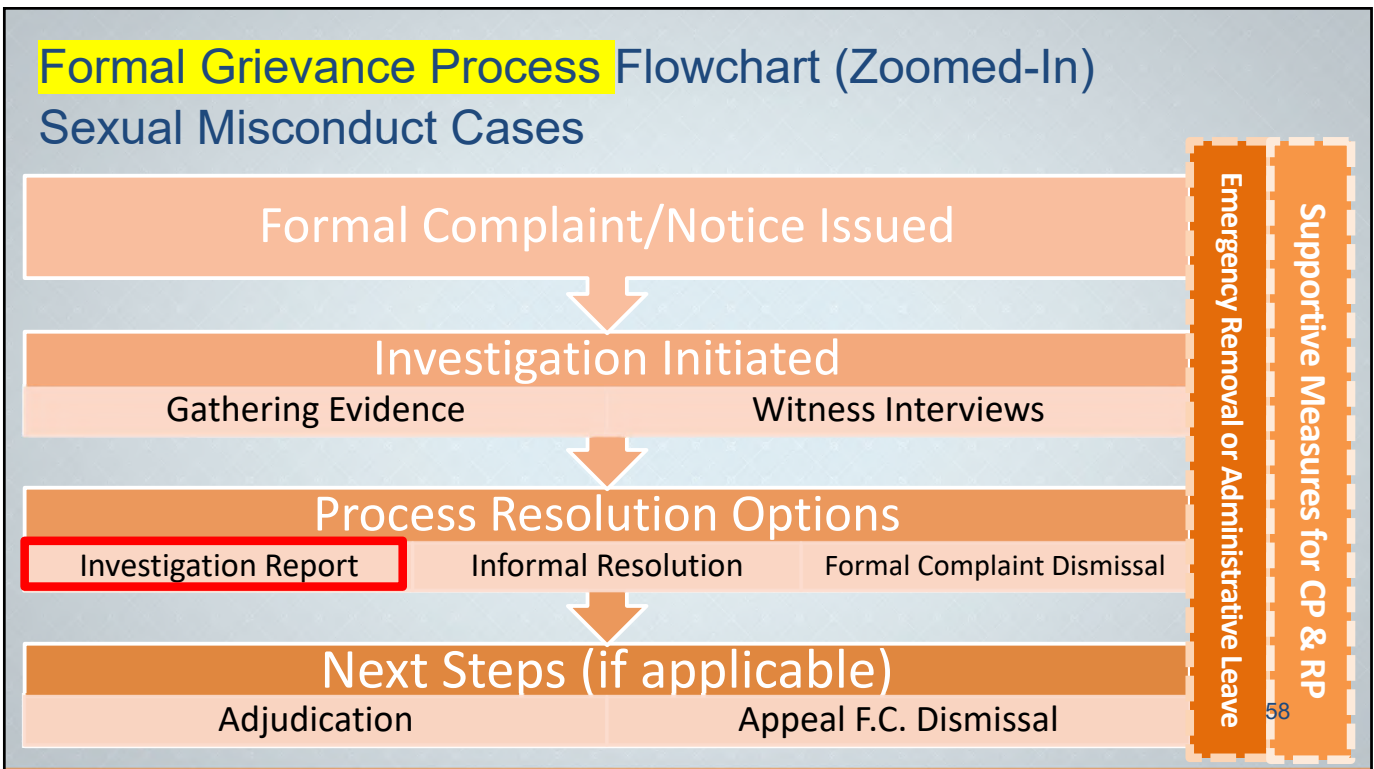 Formal Grievance Process Flowchart (Zoomed-In)
Sexual Misconduct Cases
Formal Complaint/Notice Issued
Investigation Initiated
Gathering Evidence
Witness Interviews
Process Resolution Options
Investigation Report
Informal Resolution
Formal Complaint Dismissal
Next Steps (if applicable)
Adjudication
Appeal F.C. Dismissal
Emergency Removal or Administrative Leave
Supportive Measures for CP & RP
58